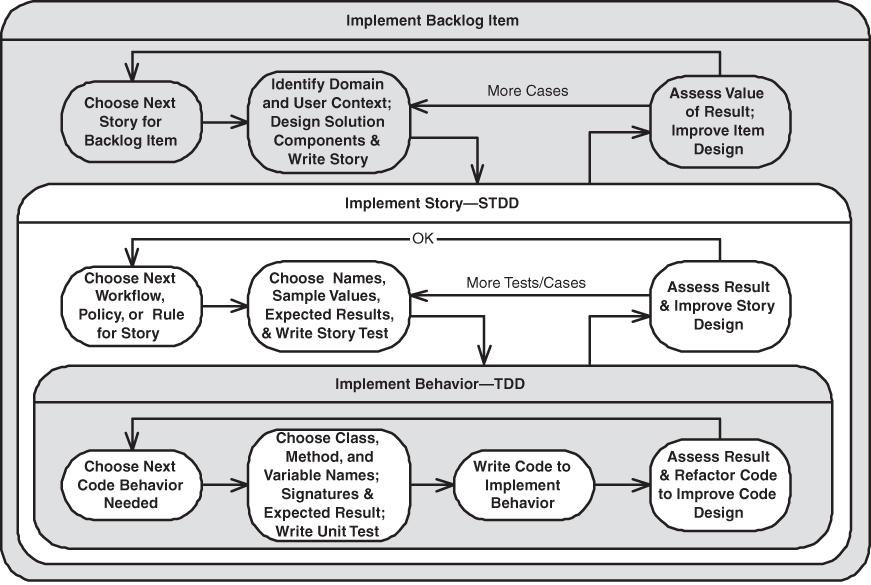 Implement Backlog Item
Choose Next
Story for
Backlog Item
Identify Domain
and User Context;
Design Solution
Components &
Write Story
More Cases
Assess Value
of Result;
Improve Item
Design
Implement Story—STDD
OK
Choose Next
Workflow,
Policy, or Rule
for Story
Choose Names,
Sample Values,
Expected Results,
& Write Story Test
More Tests/Cases
Assess Result
& Improve Story
Design
Implement Behavior—TDD
Choose Next
Code Behavior
Needed
Choose Class,
Method, and
Variable Names;
Signatures &
Expected Result;
Write Unit Test
Write Code to
Implement
Behavior
Assess Result
& Refactor Code
to Improve Code
Design